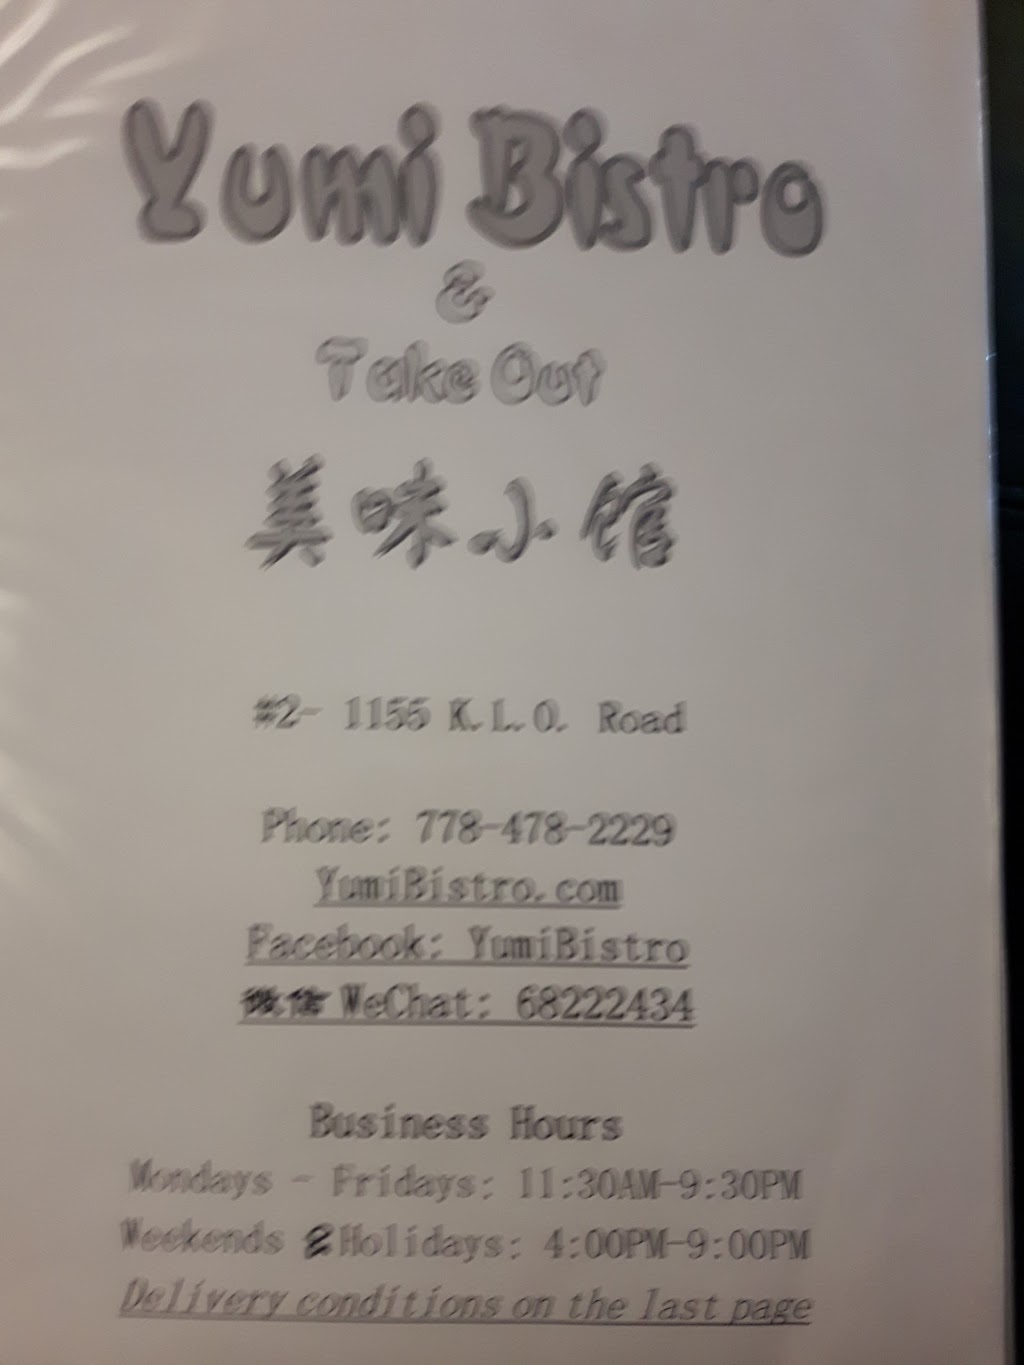 Yumi Bistro
&
Take Out
美味小馆
#2- 1155 K.L.O. Road
Phone: 778-478-2229
YumiBistro.com
Facebook: YumiBistro
微信 WeChat: 68222434
Business Hours
Mondays - Fridays: 11:30AM-9:30PM
Weekends & Holidays: 4:00PM-9:00PM
Delivery conditions on the last page